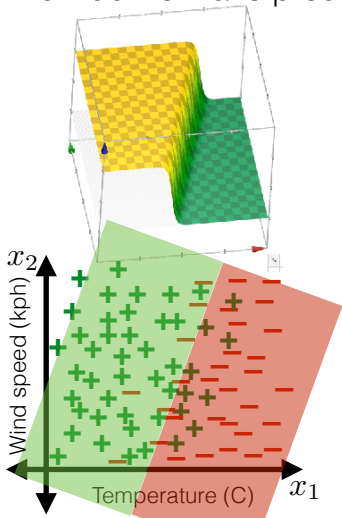 x₂
Wind speed (kph)
Temperature (C)
x₁